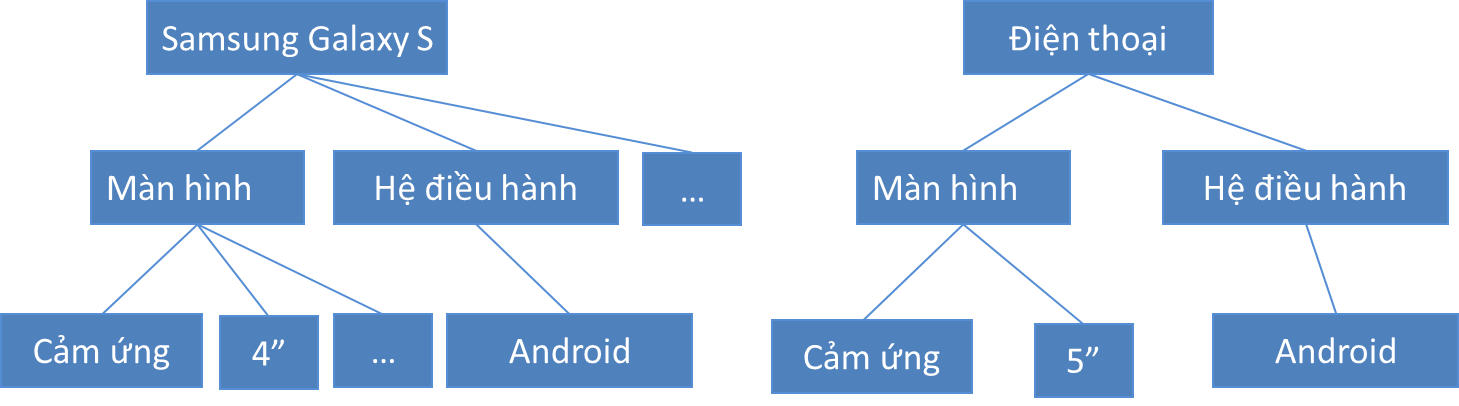 Samsung Galaxy S
Màn hình
Hệ điều hành
...
Cảm ứng
4”
...
Android
Điện thoại
Màn hình
Hệ điều hành
Cảm ứng
5”
Android